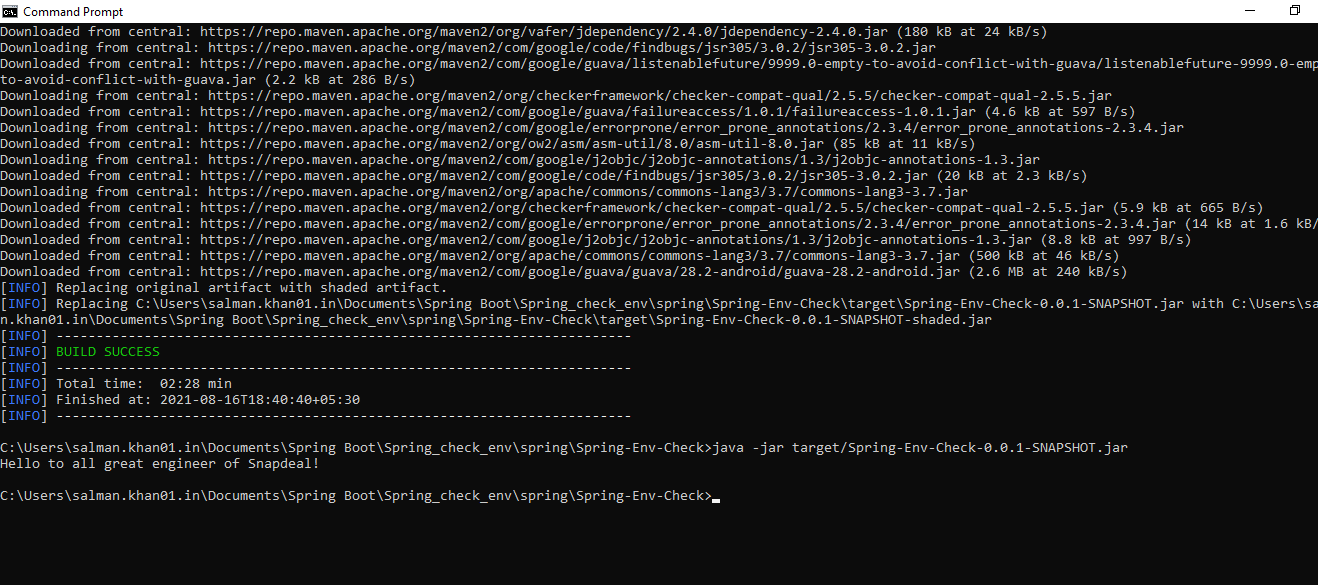 Command Prompt
Downloaded from central: https://repo.maven.apache.org/maven2/org/vafer/jdependency/2.4.0/jdependency-2.4.0.jar (180 kB at 24 kB/s)
Downloading from central: https://repo.maven.apache.org/maven2/com/google/code/findbugs/jsr305/3.0.2/jsr305-3.0.2.jar
Downloaded from central: https://repo.maven.apache.org/maven2/com/google/guava/listenablefuture/9999.0-empty-to-avoid-conflict-with-guava/listenablefuture-9999.0-emp
to-avoid-conflict-with-guava.jar (2.2 kB at 286 B/s)
Downloading from central: https://repo.maven.apache.org/maven2/org/checkerframework/checker-compat-qual/2.5.5/checker-compat-qual-2.5.5.jar
Downloaded from central: https://repo.maven.apache.org/maven2/com/google/guava/failureaccess/1.0.1/failureaccess-1.0.1.jar (4.6 kB at 597 B/s)
Downloading from central: https://repo.maven.apache.org/maven2/com/google/errorprone/error_prone_annotations/2.3.4/error_prone_annotations-2.3.4.jar
Downloaded from central: https://repo.maven.apache.org/maven2/org/ow2/asm/asm-util/8.0/asm-util-8.0.jar (85 kB at 11 kB/s)
Downloading from central: https://repo.maven.apache.org/maven2/com/google/j2objc/j2objc-annotations/1.3/j2objc-annotations-1.3.jar
Downloaded from central: https://repo.maven.apache.org/maven2/com/google/code/findbugs/jsr305/3.0.2/jsr305-3.0.2.jar (20 kB at 2.3 kB/s)
Downloading from central: https://repo.maven.apache.org/maven2/org/apache/commons/commons-lang3/3.7/commons-lang3-3.7.jar
Downloaded from central: https://repo.maven.apache.org/maven2/org/checkerframework/checker-compat-qual/2.5.5/checker-compat-qual-2.5.5.jar (5.9 kB at 665 B/s)
Downloaded from central: https://repo.maven.apache.org/maven2/com/google/errorprone/error_prone_annotations/2.3.4/error_prone_annotations-2.3.4.jar (14 kB at 1.6 kB/
Downloaded from central: https://repo.maven.apache.org/maven2/com/google/j2objc/j2objc-annotations/1.3/j2objc-annotations-1.3.jar (8.8 kB at 997 B/s)
Downloaded from central: https://repo.maven.apache.org/maven2/org/apache/commons/commons-lang3/3.7/commons-lang3-3.7.jar (500 kB at 46 kB/s)
Downloaded from central: https://repo.maven.apache.org/maven2/com/google/guava/guava/28.2-android/guava-28.2-android.jar (2.6 MB at 240 kB/s)
[INFO] Replacing original artifact with shaded artifact.
[INFO] Replacing C:\Users\salman.khan01.in\Documents\Spring Boot\Spring_check_env\spring\Spring-Env-Check\target\Spring-Env-Check-0.0.1-SNAPSHOT.jar with C:\Users\sa
n.khan01.in\Documents\Spring Boot\Spring_check_env\spring\Spring-Env-Check\target\Spring-Env-Check-0.0.1-SNAPSHOT-shaded.jar
[INFO] ------------------------------------------------------------------------
[INFO] BUILD SUCCESS
[INFO] ------------------------------------------------------------------------
[INFO] Total time:  02:28 min
[INFO] Finished at: 2021-08-16T18:40:40+05:30
[INFO] ------------------------------------------------------------------------
C:\Users\salman.khan01.in\Documents\Spring Boot\Spring_check_env\spring\Spring-Env-Check>java -jar target/Spring-Env-Check-0.0.1-SNAPSHOT.jar
Hello to all great engineer of Snapdeal!
C:\Users\salman.khan01.in\Documents\Spring Boot\Spring_check_env\spring\Spring-Env-Check>